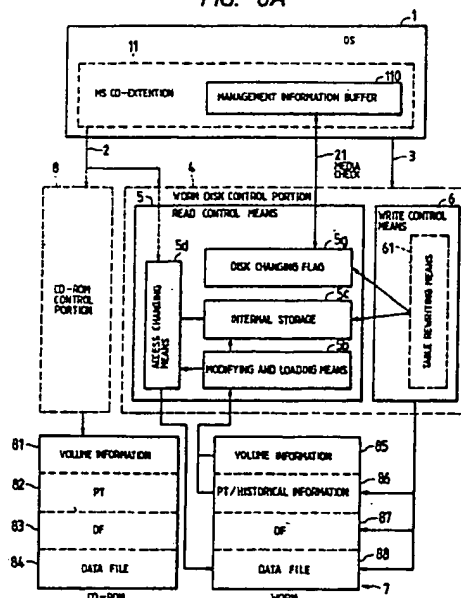 FIG. 6A
1
11
OS
110
MS CD-EXTENTION
MANAGEMENT INFORMATION BUFFER
2
21
3
MEDIA CHECK
8
4
WORM DISK CONTROL PORTION
5
READ CONTROL MEANS
6
WRITE CONTROL MEANS
61
5d
5a
DISK CHANGING FLAG
5c
INTERNAL STORAGE
5b
MODIFYING AND LOADING MEANS
ACCESS CHANGING MEANS
TABLE REWRITING MEANS
CD-ROM CONTROL PORTION
81
VOLUME INFORMATION
82
PT
83
DF
84
DATA FILE
CD-ROM
VOLUME INFORMATION
85
PT/HISTORICAL INFORMATION
86
DF
87
DATA FILE
88
7
WORM